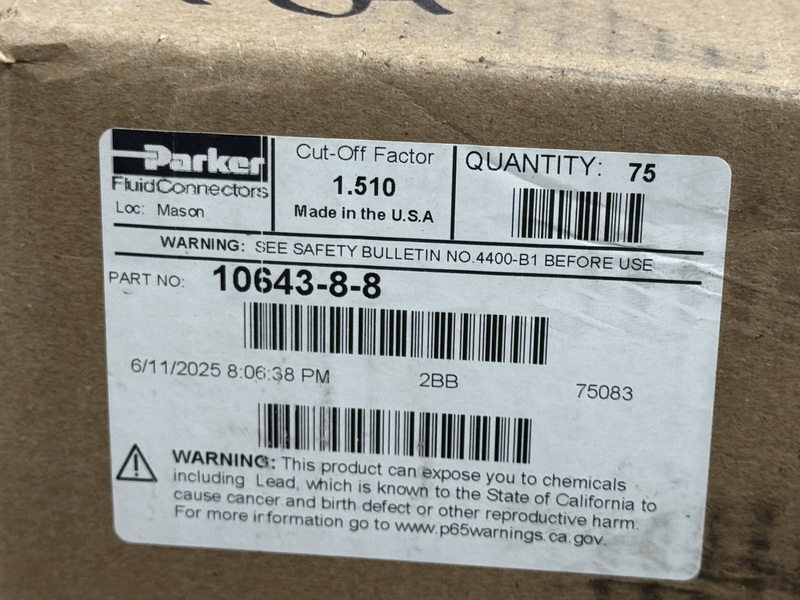 Parker
FluidConnectors
Loc: Mason
Cut-Off Factor
1.510
Made in the U.S.A
QUANTITY: 75
WARNING: SEE SAFETY BULLETIN NO.4400-B1 BEFORE USE
PART NO: 10643-8-8
6/11/2025 8:06:38 PM 2BB 75083
WARNING: This product can expose you to chemicals
including Lead, which is known to the State of California to
cause cancer and birth defect or other reproductive harm.
For more information go to www.p65warnings.ca.gov.